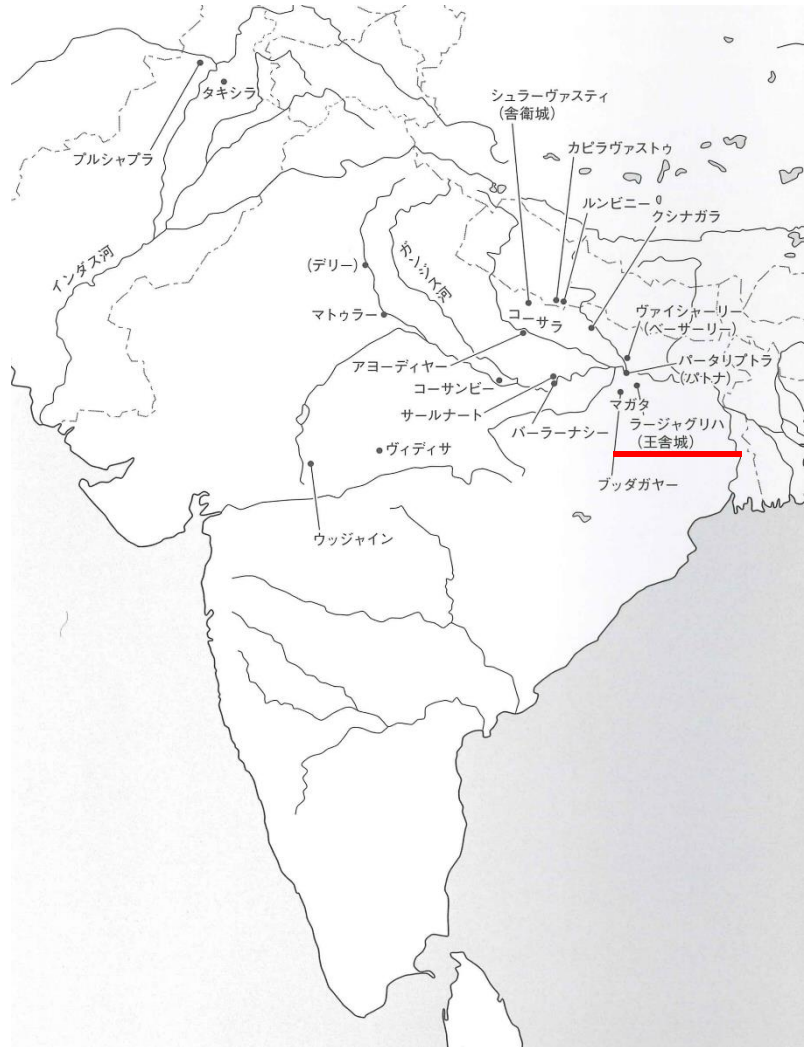 タキシラ
プルシャプラ
シュラーヴァスティ
(舎衛城)
カピラヴァストゥ
ルンビニー
クシナガラ
インダス河
(デリー)
ガンジス河
マトゥラー
コーサラ
ヴァイシャーリー
(ベーサーリー)
アヨーディヤー
パータリプトラ
(パトナ)
コーサンビー
サールナート
マガタ
バーラーナシー
ラージャグリハ
(王舎城)
ヴィディサ
ブッダガヤー
ウッジャイン